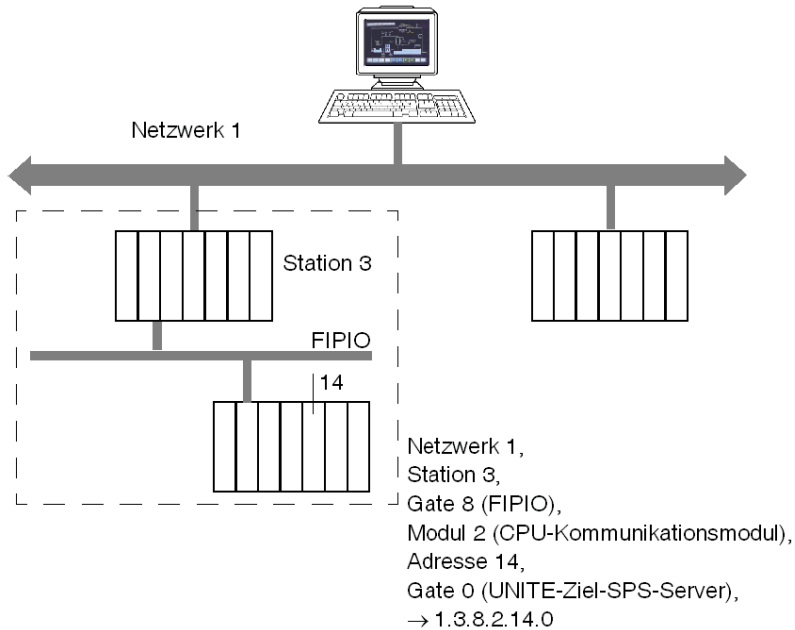 Netzwerk 1
Station 3
FIPIO
14
Netzwerk 1,
Station 3,
Gate 8 (FIPIO),
Modul 2 (CPU-Kommunikationsmodul),
Adresse 14,
Gate 0 (UNITE-Ziel-SPS-Server),
→ 1.3.8.2.14.0